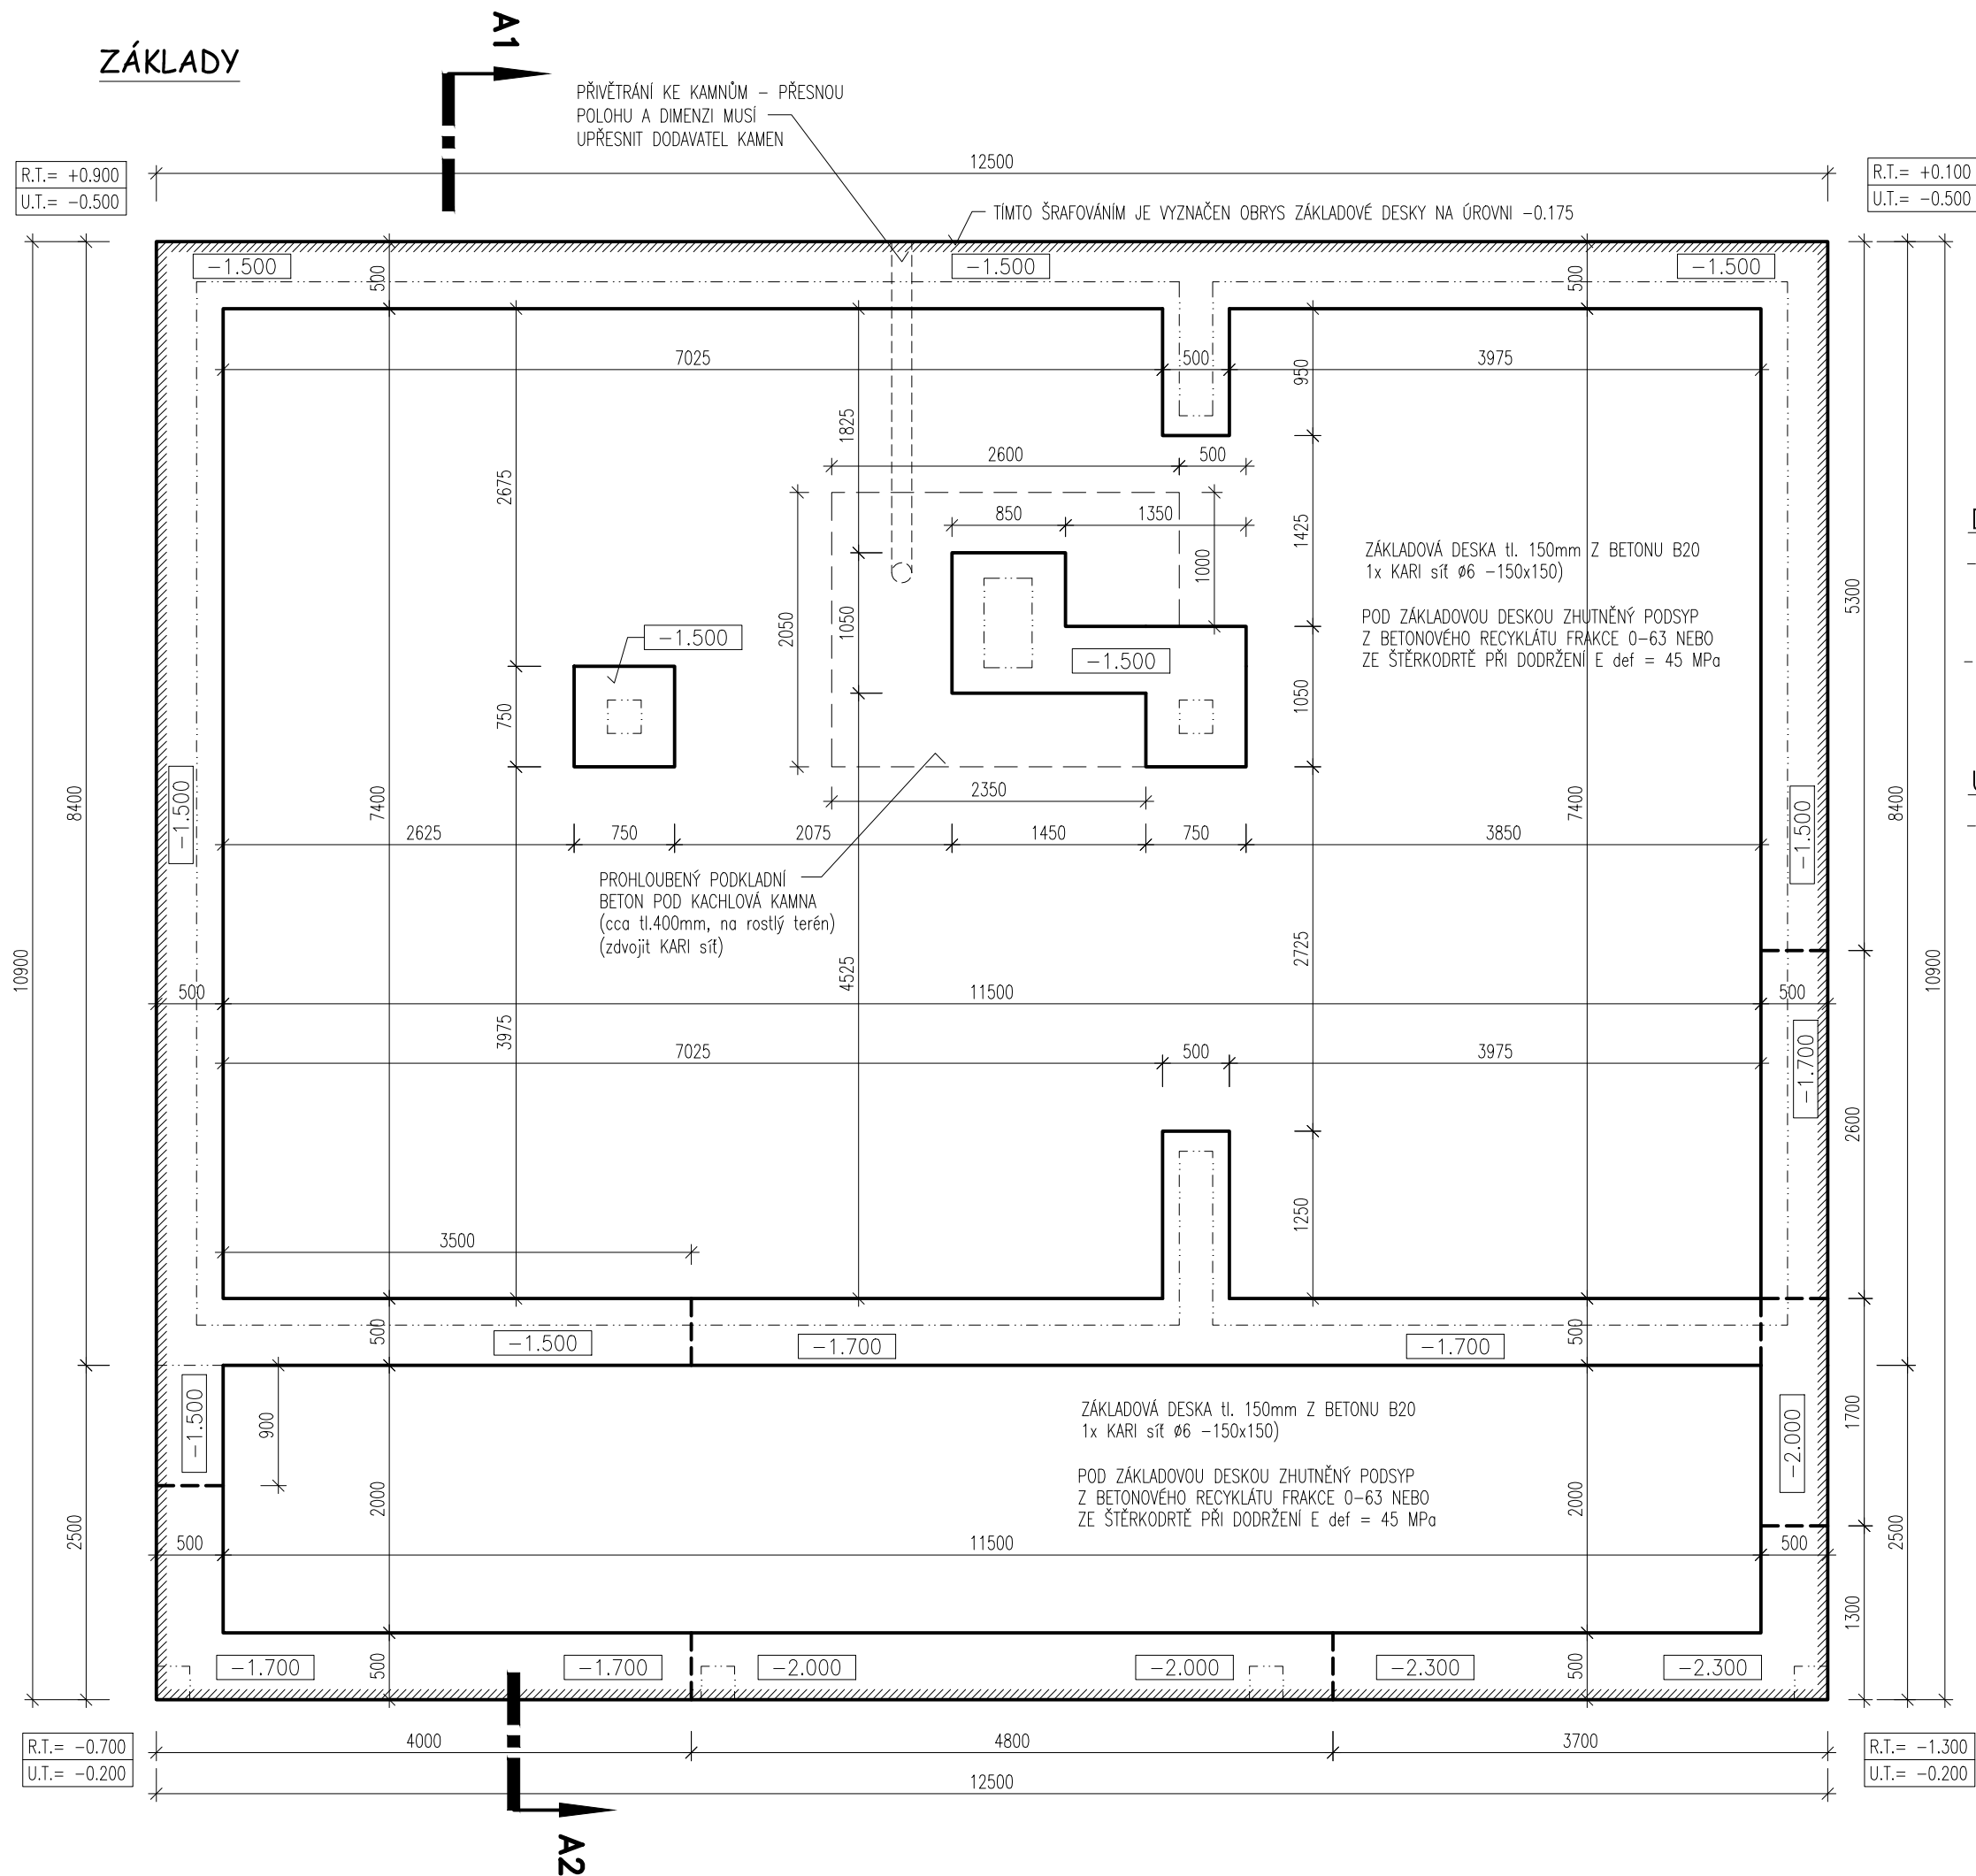 ZÁKLADY
A1
PŘIVĚTRÁNÍ KE KAMNŮM – PŘESNOU
POLOHU A DIMENZI MUSÍ
UPŘESNIT DODAVATEL KAMEN
12500
R.T.= +0.900
U.T.= -0.500
R.T.= +0.100
U.T.= -0.500
TÍMTO ŠRAFOVÁNÍM JE VYZNAČEN OBRYS ZÁKLADOVÉ DESKY NA ÚROVNI -0.175
-1.500
-1.500
-1.500
500
500
7025
500
3975
950
1825
2600
500
2675
850
1350
1425
1000
ZÁKLADOVÁ DESKA tl. 150mm Z BETONU B20
1x KARI síť ø6 -150x150)
POD ZÁKLADOVOU DESKOU ZHUTNĚNÝ PODSYP
Z BETONOVÉHO RECYKLÁTU FRAKCE 0-63 NEBO
ZE ŠTĚRKODRTĚ PŘI DODRŽENÍ E def = 45 MPa
5300
2050
1050
-1.500
-1.500
750
1050
8400
-1.500
7400
2350
7400
-1.500
8400
2625
750
2075
1450
750
3850
PROHLOUBENÝ PODKLADNÍ
BETON POD KACHLOVÁ KAMNA
(cca tl.400mm, na rostlý terén)
(zdvojit KARI síť)
10900
4525
2725
10900
500
11500
500
3975
7025
500
3975
-1.700
2600
1250
3500
500
-1.500
-1.700
-1.700
500
-1.500
900
ZÁKLADOVÁ DESKA tl. 150mm Z BETONU B20
1x KARI síť ø6 -150x150)
POD ZÁKLADOVOU DESKOU ZHUTNĚNÝ PODSYP
Z BETONOVÉHO RECYKLÁTU FRAKCE 0-63 NEBO
ZE ŠTĚRKODRTĚ PŘI DODRŽENÍ E def = 45 MPa
-2.000
1700
2500
2000
2000
2500
500
11500
500
1300
500
-1.700
-1.700
-2.000
-2.000
-2.300
-2.300
500
R.T.= -0.700
U.T.= -0.200
4000
4800
3700
R.T.= -1.300
U.T.= -0.200
12500
A2